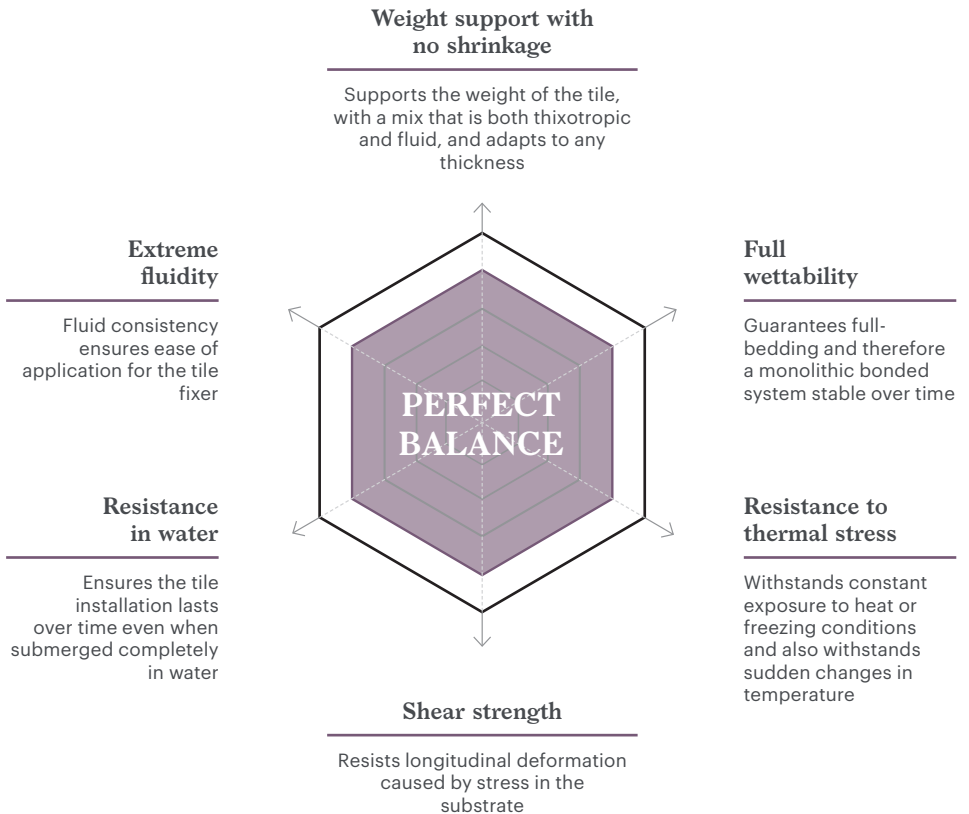 Weight support with
no shrinkage
Supports the weight of the tile,
with a mix that is both thixotropic
and fluid, and adapts to any
thickness
Extreme
fluidity
Fluid consistency
ensures ease of
application for the tile
fixer
Full
wettability
Guarantees full-
bedding and therefore
a monolithic bonded
system stable over time
PERFECT
BALANCE
Resistance
in water
Ensures the tile
installation lasts
over time even when
submerged completely
in water
Resistance to
thermal stress
Withstands constant
exposure to heat or
freezing conditions
and also withstands
sudden changes in
temperature
Shear strength
Resists longitudinal deformation
caused by stress in the
substrate